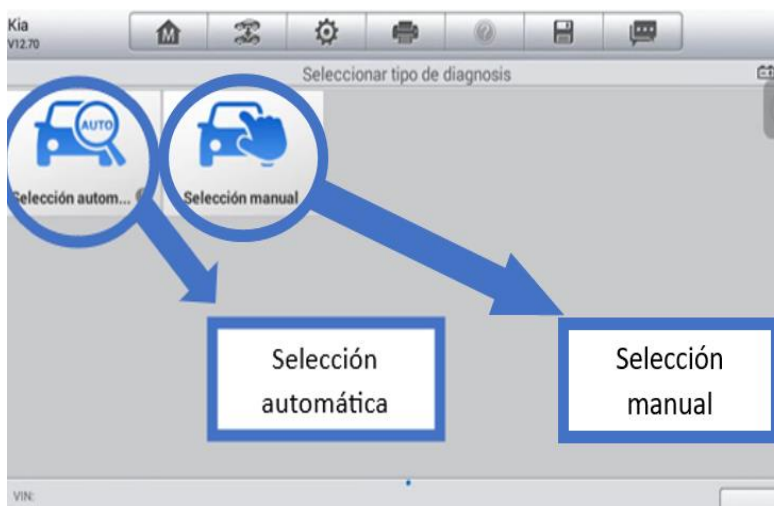 Kia
V12.70
Seleccionar tipo de diagnosis
AUTO
Selección autom...
Selección manual
Selección
automática
Selección
manual
VIN: